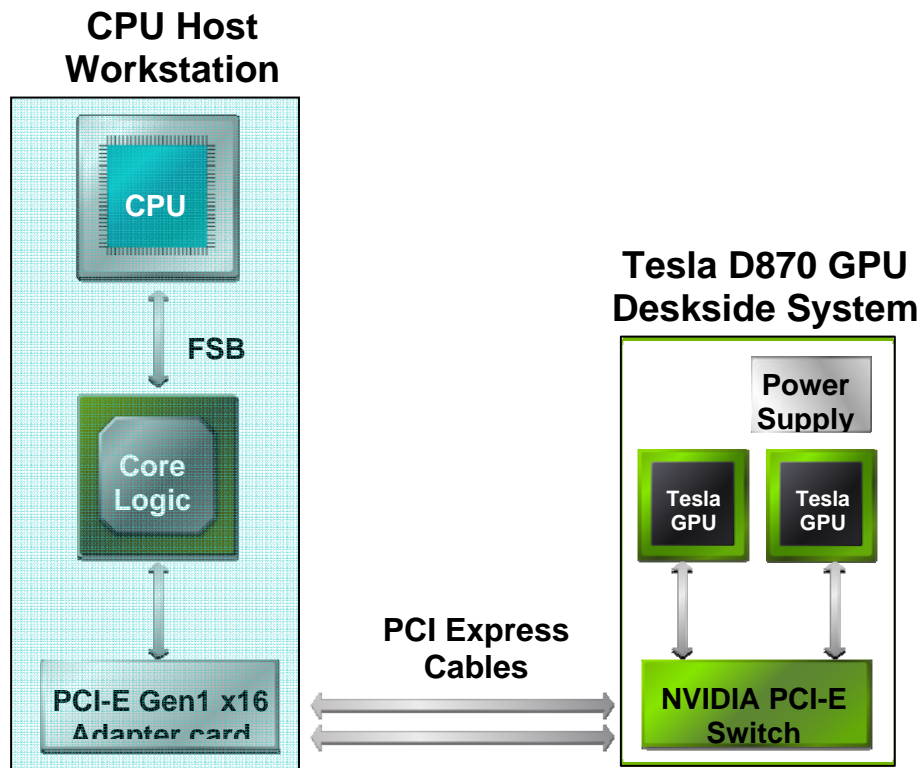 CPU Host
Workstation
CPU
FSB
Core
Logic
PCI-E Gen1 x16
Adapter card
PCI Express
Cables
Tesla D870 GPU
Deskside System
Power
Supply
Tesla
GPU
Tesla
GPU
NVIDIA PCI-E
Switch